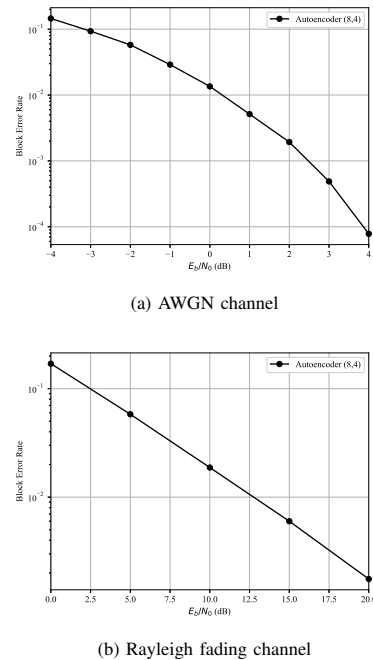 Autoencoder (8,4)
10⁻¹
10⁻²
10⁻³
10⁻⁴
Block Error Rate
−4 −3 −2 −1 0 1 2 3 4
E_b/N_0 (dB)
(a) AWGN channel
Autoencoder (8,4)
10⁻¹
10⁻²
Block Error Rate
0.0 2.5 5.0 7.5 10.0 12.5 15.0 17.5 20.
E_b/N_0 (dB)
(b) Rayleigh fading channel